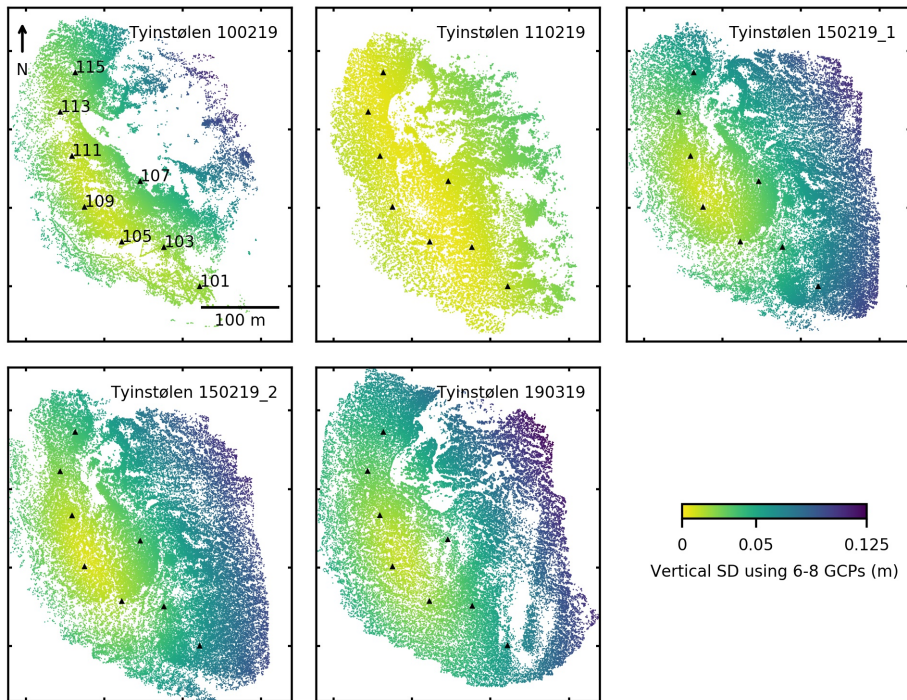 Tyinstølen 100219
N
115
113
111
107
109
105
103
101
100 m
Tyinstølen 110219
Tyinstølen 150219_1
Tyinstølen 150219_2
Tyinstølen 190319
0 0.05 0.125
Vertical SD using 6-8 GCPs (m)